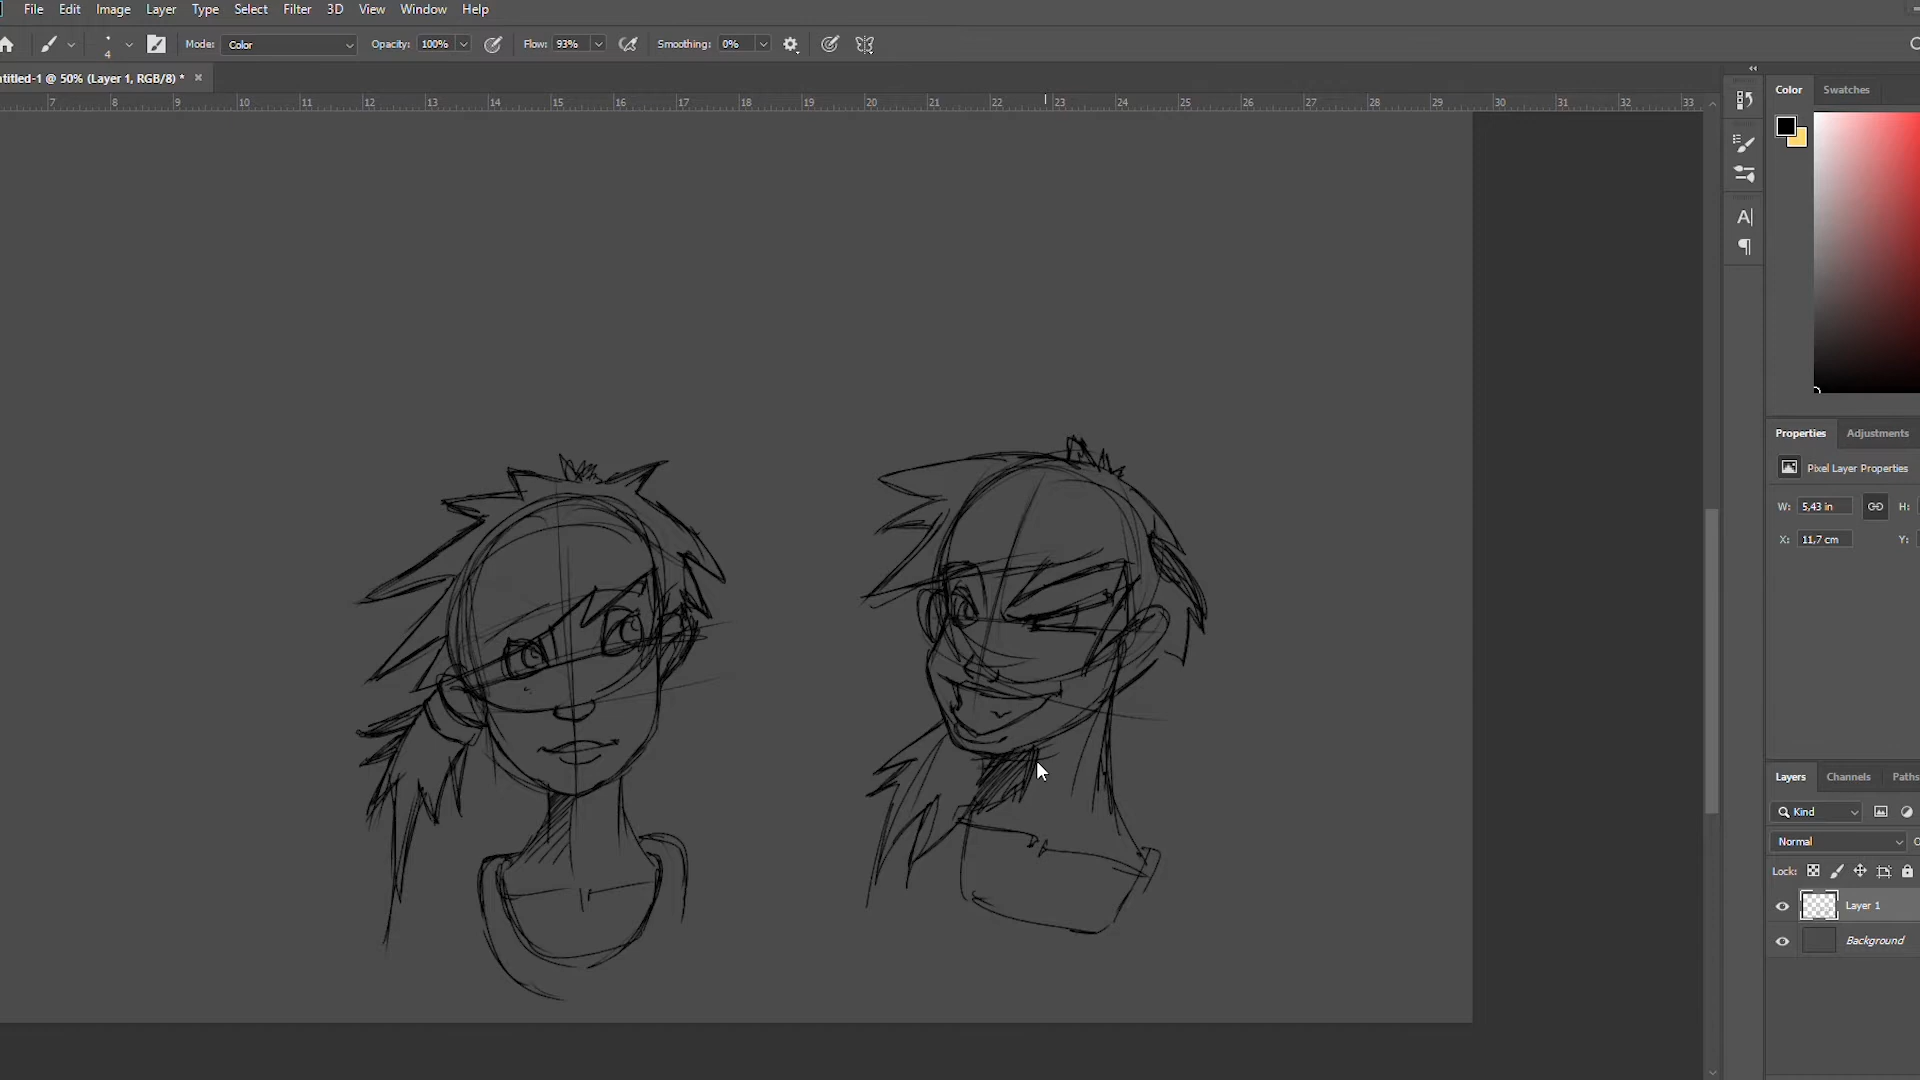 File Edit Image Layer Type Select Filter 3D View Window Help
4 Mode: Color Opacity: 100% Flow: 93% Smoothing: 0%
ntitled-1 @ 50% (Layer 1, RGB/8) * ×
7 8 9 10 11 12 13 14 15 16 17 18 19 20 21 22 23 24 25 26 27 28 29 30 31 32 33
Color Swatches
A
Properties Adjustments
Pixel Layer Properties
W: 5,43 in H:
X: 11,7 cm Y:
Layers Channels Paths
Kind
Normal
Lock:
Layer 1
Background